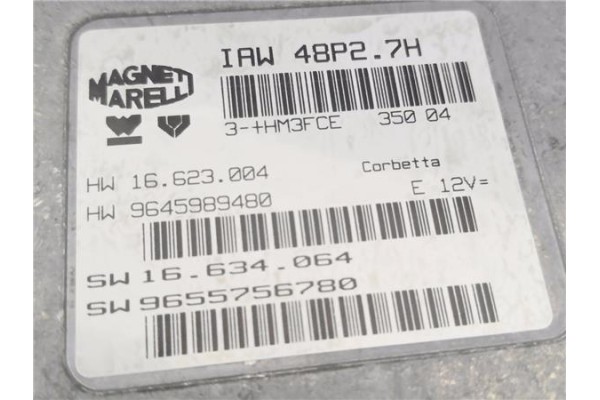 MAGNETI MARELLI
IAW 48P2.7H
3-+HM3FCE 350 04
HW 16.623.004 Corbetta
HW 9645989480 E 12V=
SW 16.634.064
SW 9655756780